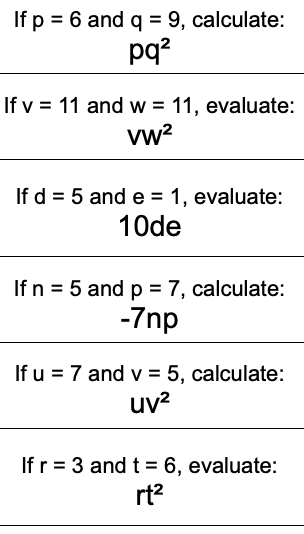 If p = 6 and q = 9, calculate:
pq²
If v = 11 and w = 11, evaluate:
vw²
If d = 5 and e = 1, evaluate:
10de
If n = 5 and p = 7, calculate:
-7np
If u = 7 and v = 5, calculate:
uv²
If r = 3 and t = 6, evaluate:
rt²